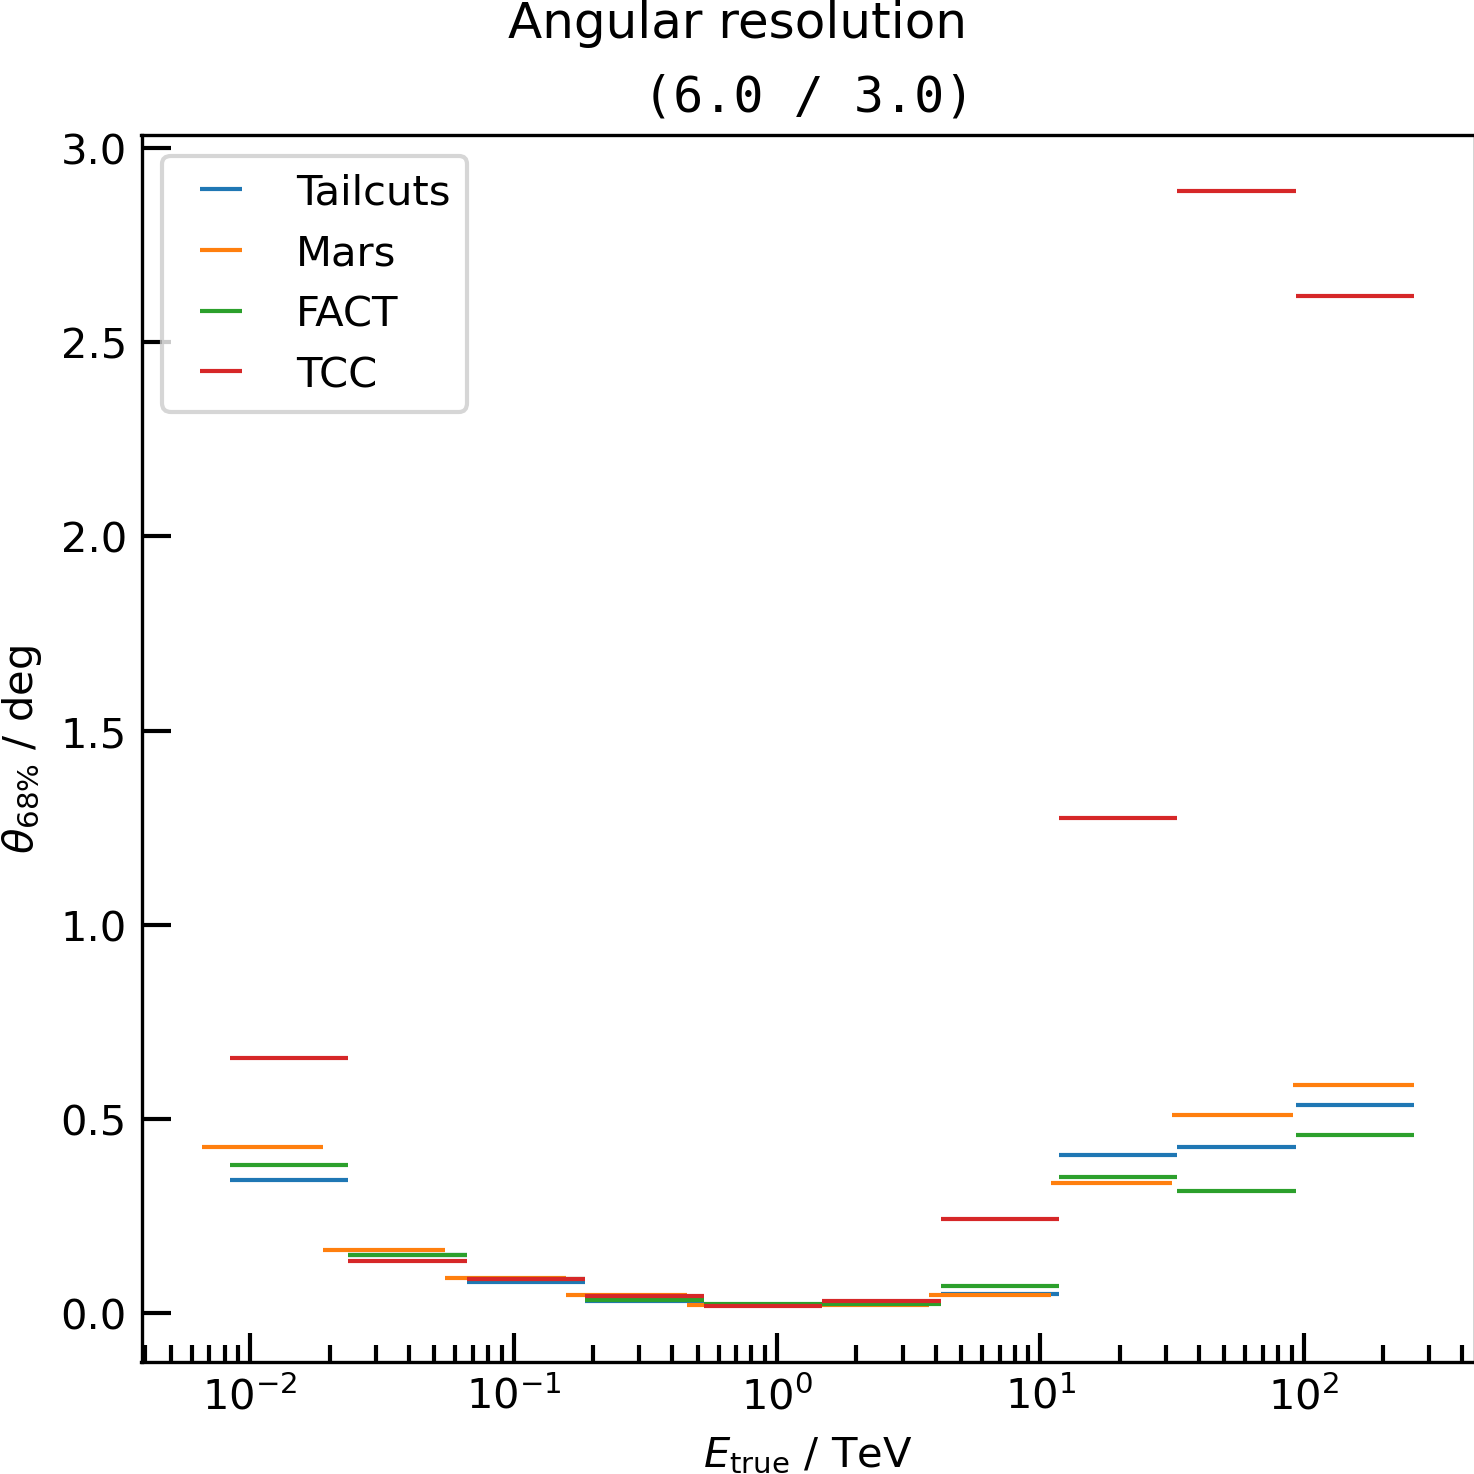 Angular resolution
(6.0 / 3.0)
3.0
2.5
2.0
1.5
1.0
0.5
0.0
θ68% / deg
Tailcuts
Mars
FACT
TCC
10⁻² 10⁻¹ 10⁰ 10¹ 10²
Etrue / TeV